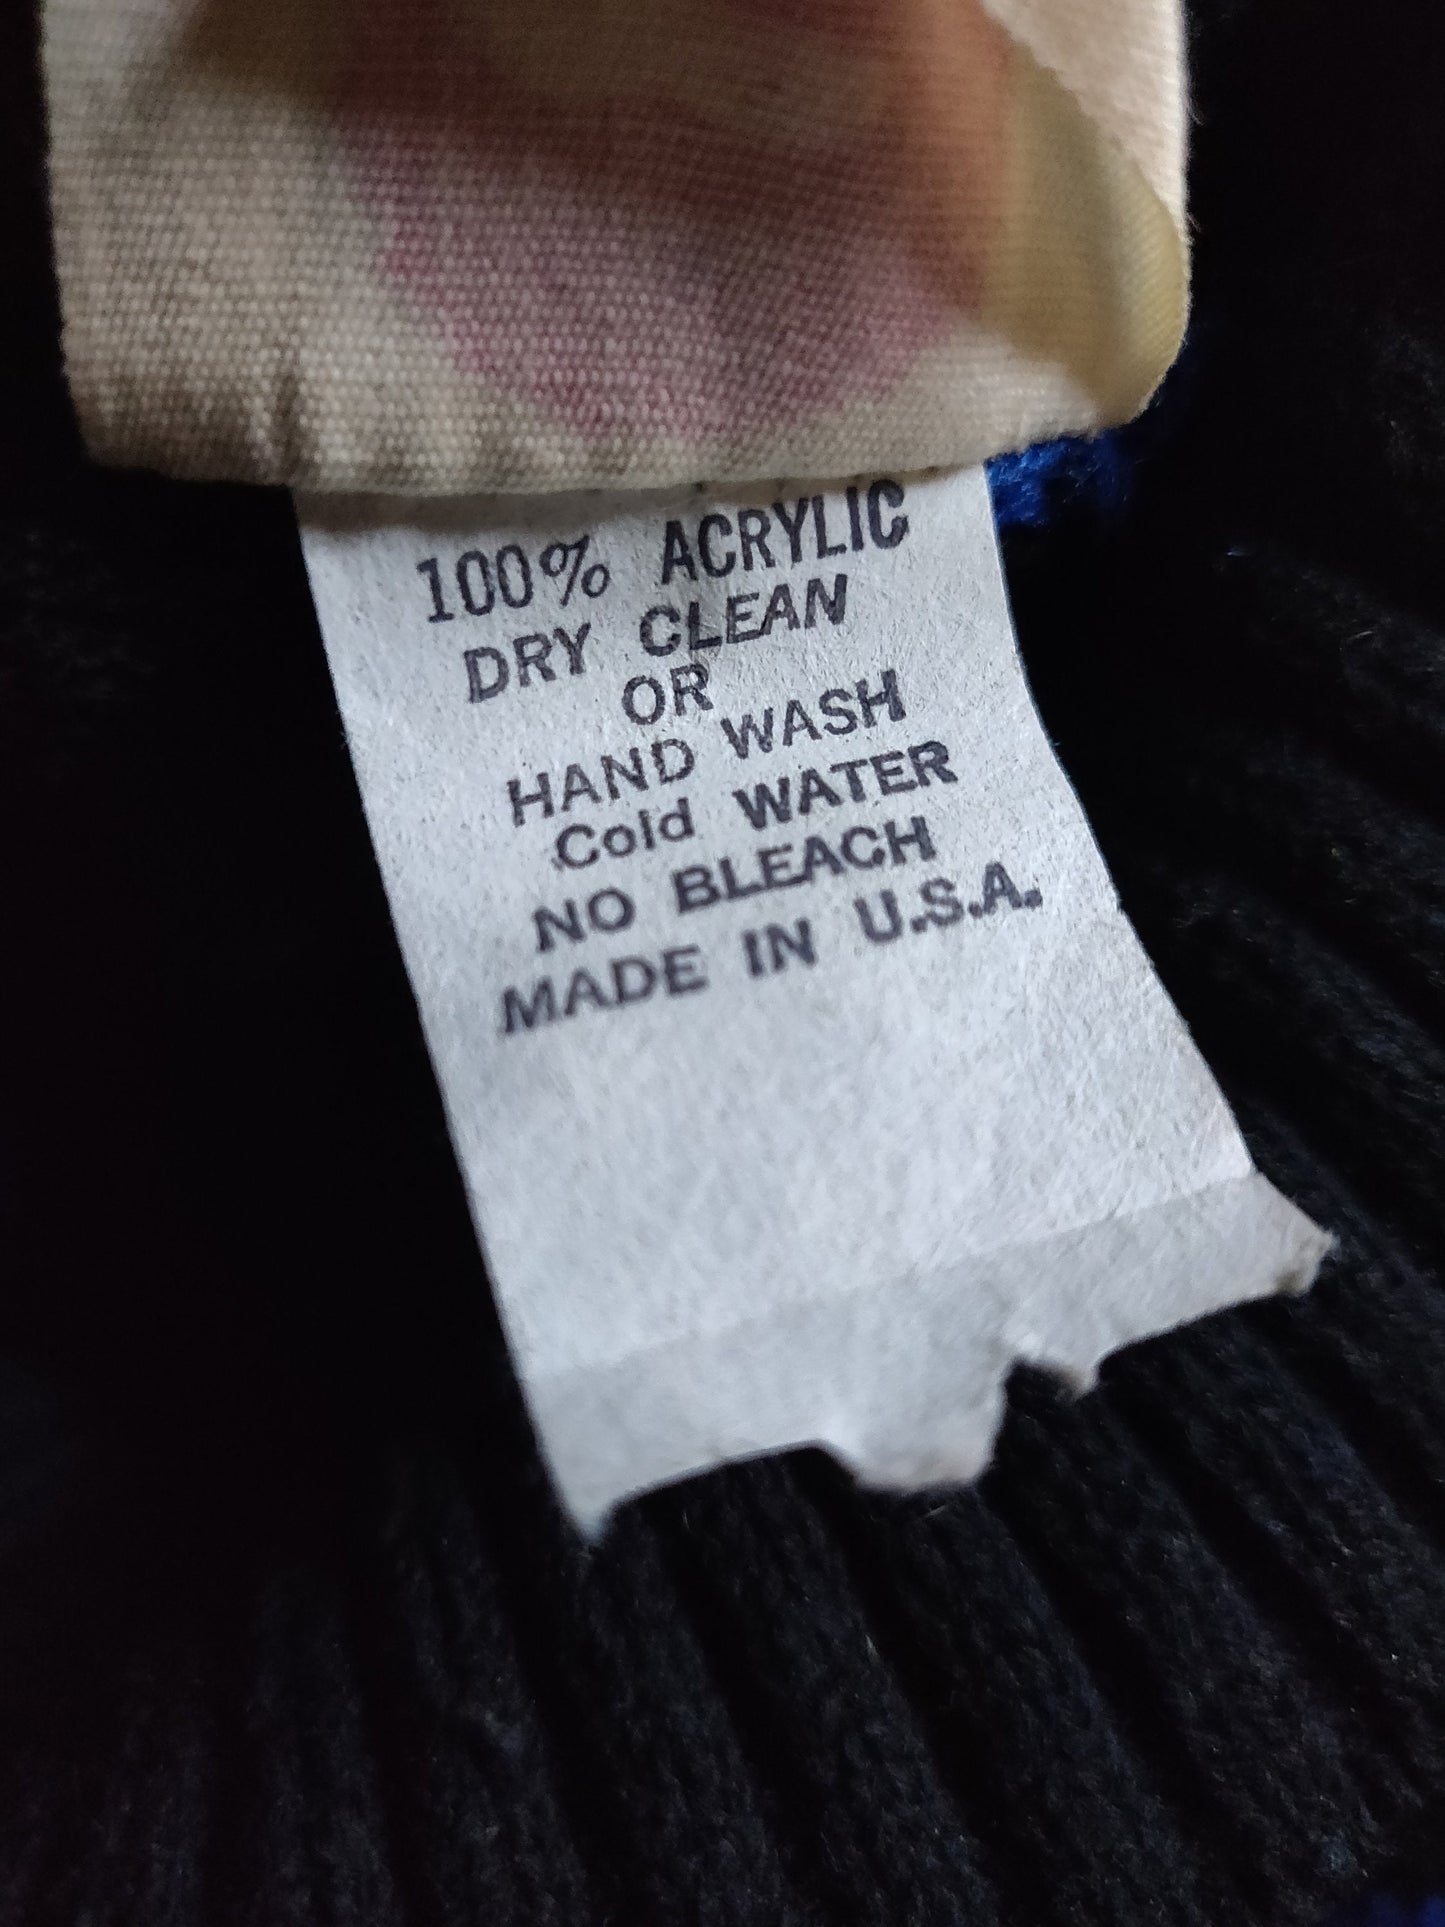 100% ACRYLIC
DRY CLEAN
OR
HAND WASH
Cold WATER
NO BLEACH
MADE IN U.S.A.